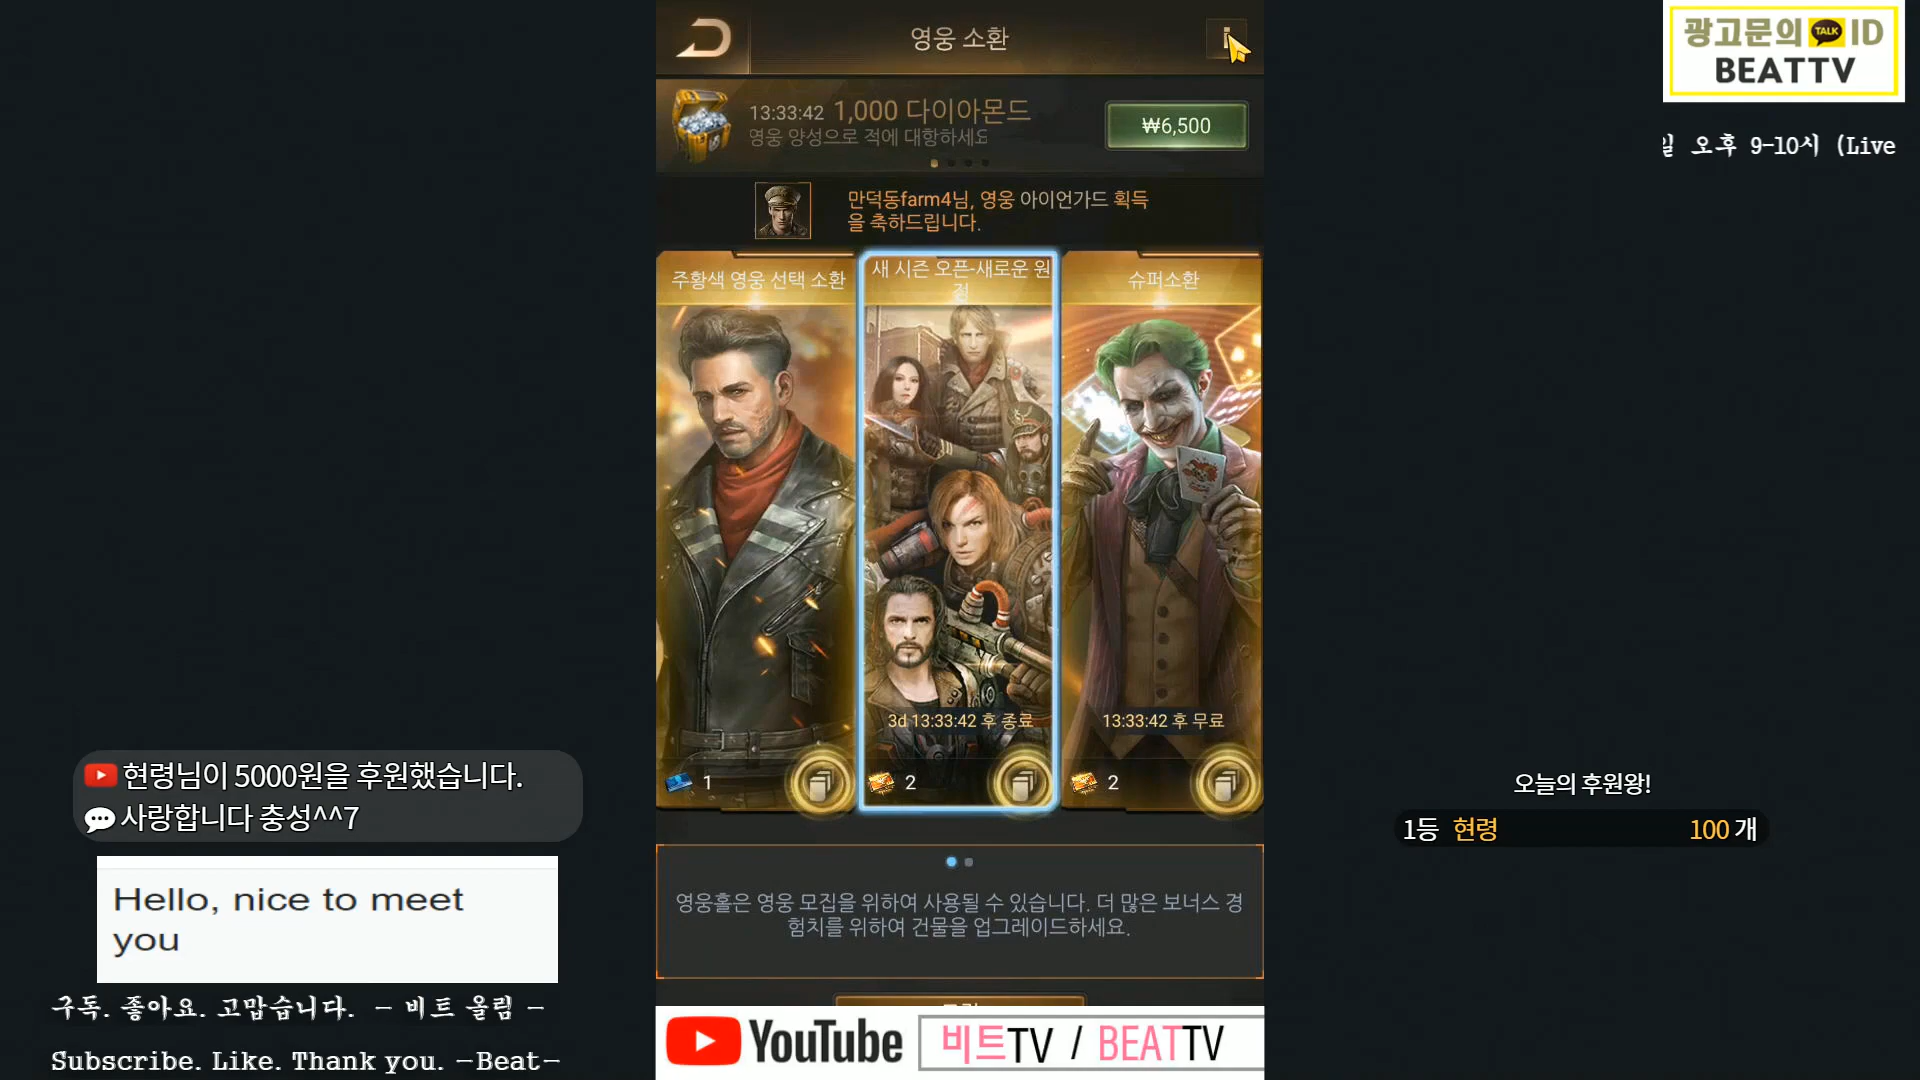 영웅 소환
13:33:42 1,000 다이아몬드
영웅 양성으로 적에 대항하세요
₩6,500
만덕동farm4님, 영웅 아이언가드 획득
을 축하드립니다.
주황색 영웅 선택 소환
새 시즌 오픈-새로운 원
정
슈퍼소환
3d 13:33:42 후 종료
13:33:42 후 무료
1
2
2
영웅홀은 영웅 모집을 위하여 사용될 수 있습니다. 더 많은 보너스 경
험치를 위하여 건물을 업그레이드하세요.
YouTube
비트TV / BEATTV
광고문의 TALK ID
BEATTV
일 오후 9-10시 (Live
현령님이 5000원을 후원했습니다.
사랑합니다 충성^^7
Hello, nice to meet
you
구독. 좋아요. 고맙습니다. - 비트 올림 -
Subscribe. Like. Thank you. -Beat-
오늘의 후원왕!
1등 현령 100 개